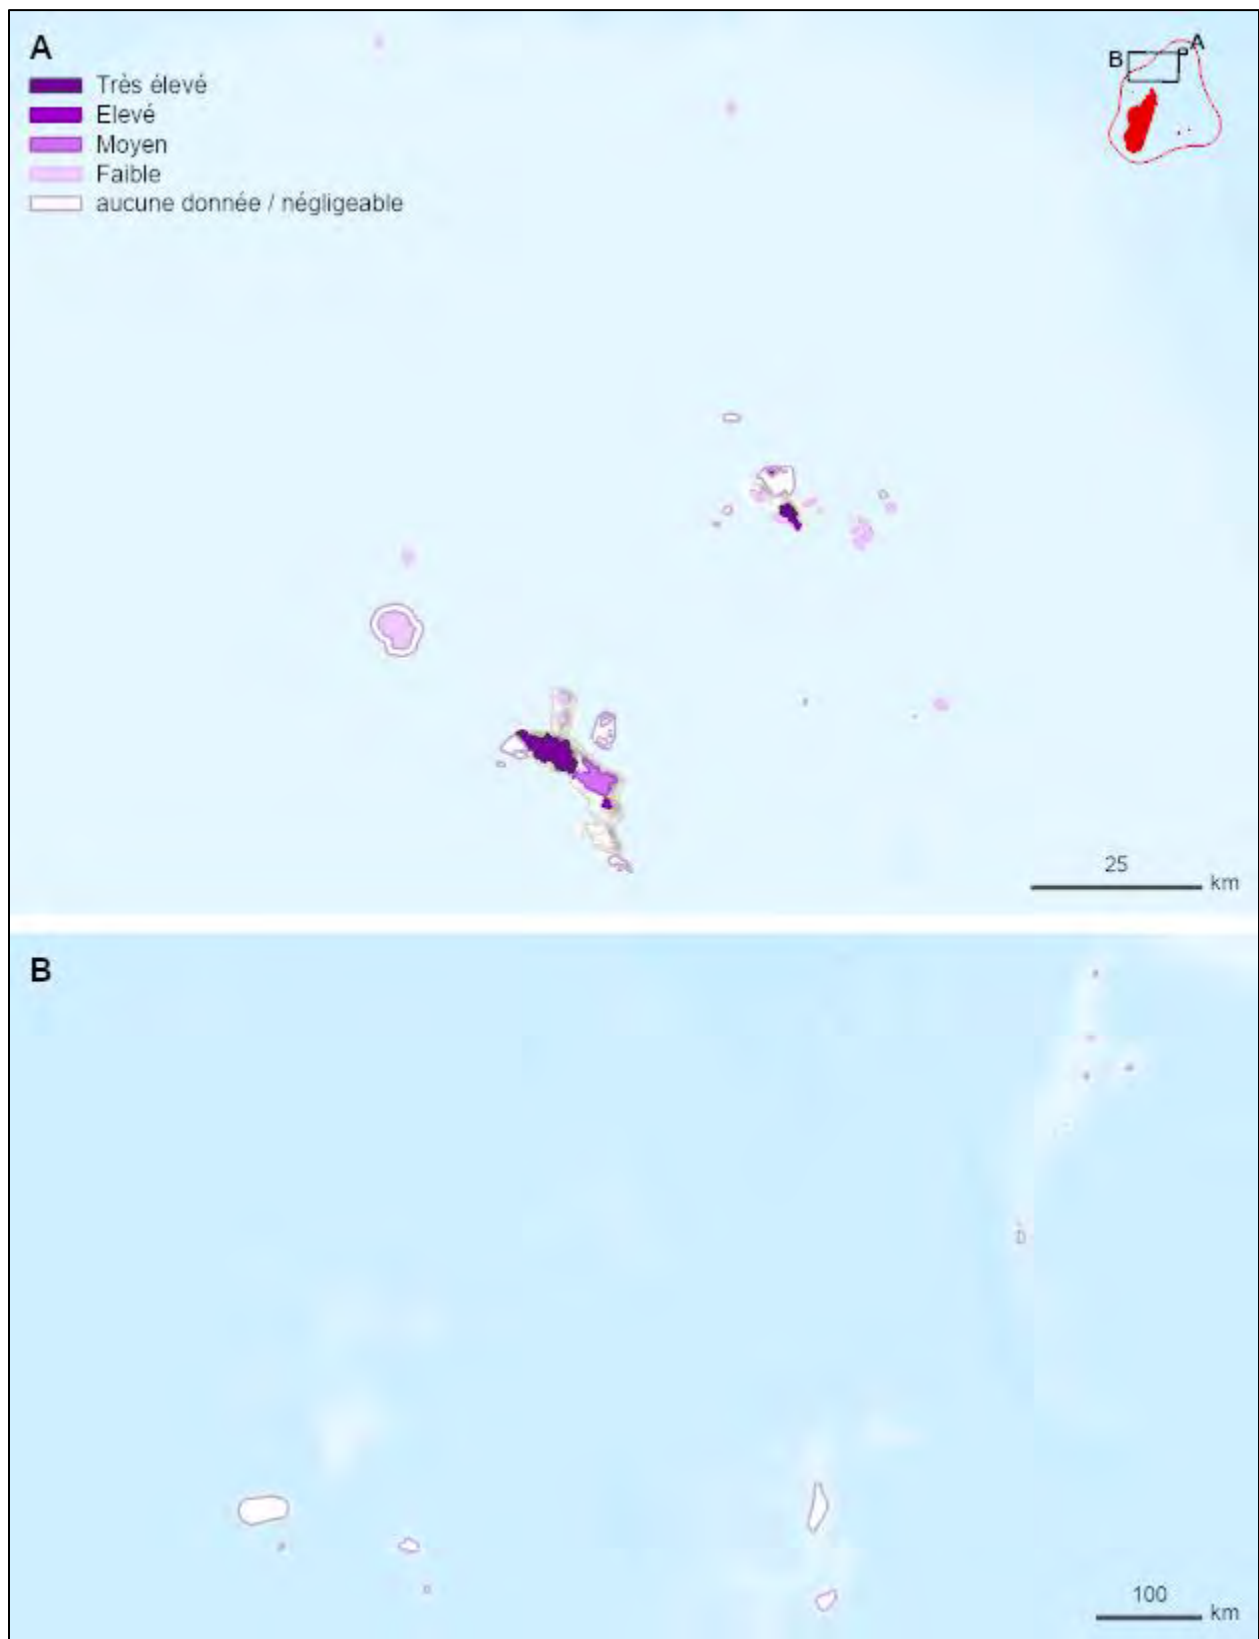 A
Très élevé
Elevé
Moyen
Faible
aucune donnée / négligeable
A
B
25
km
B
100
km